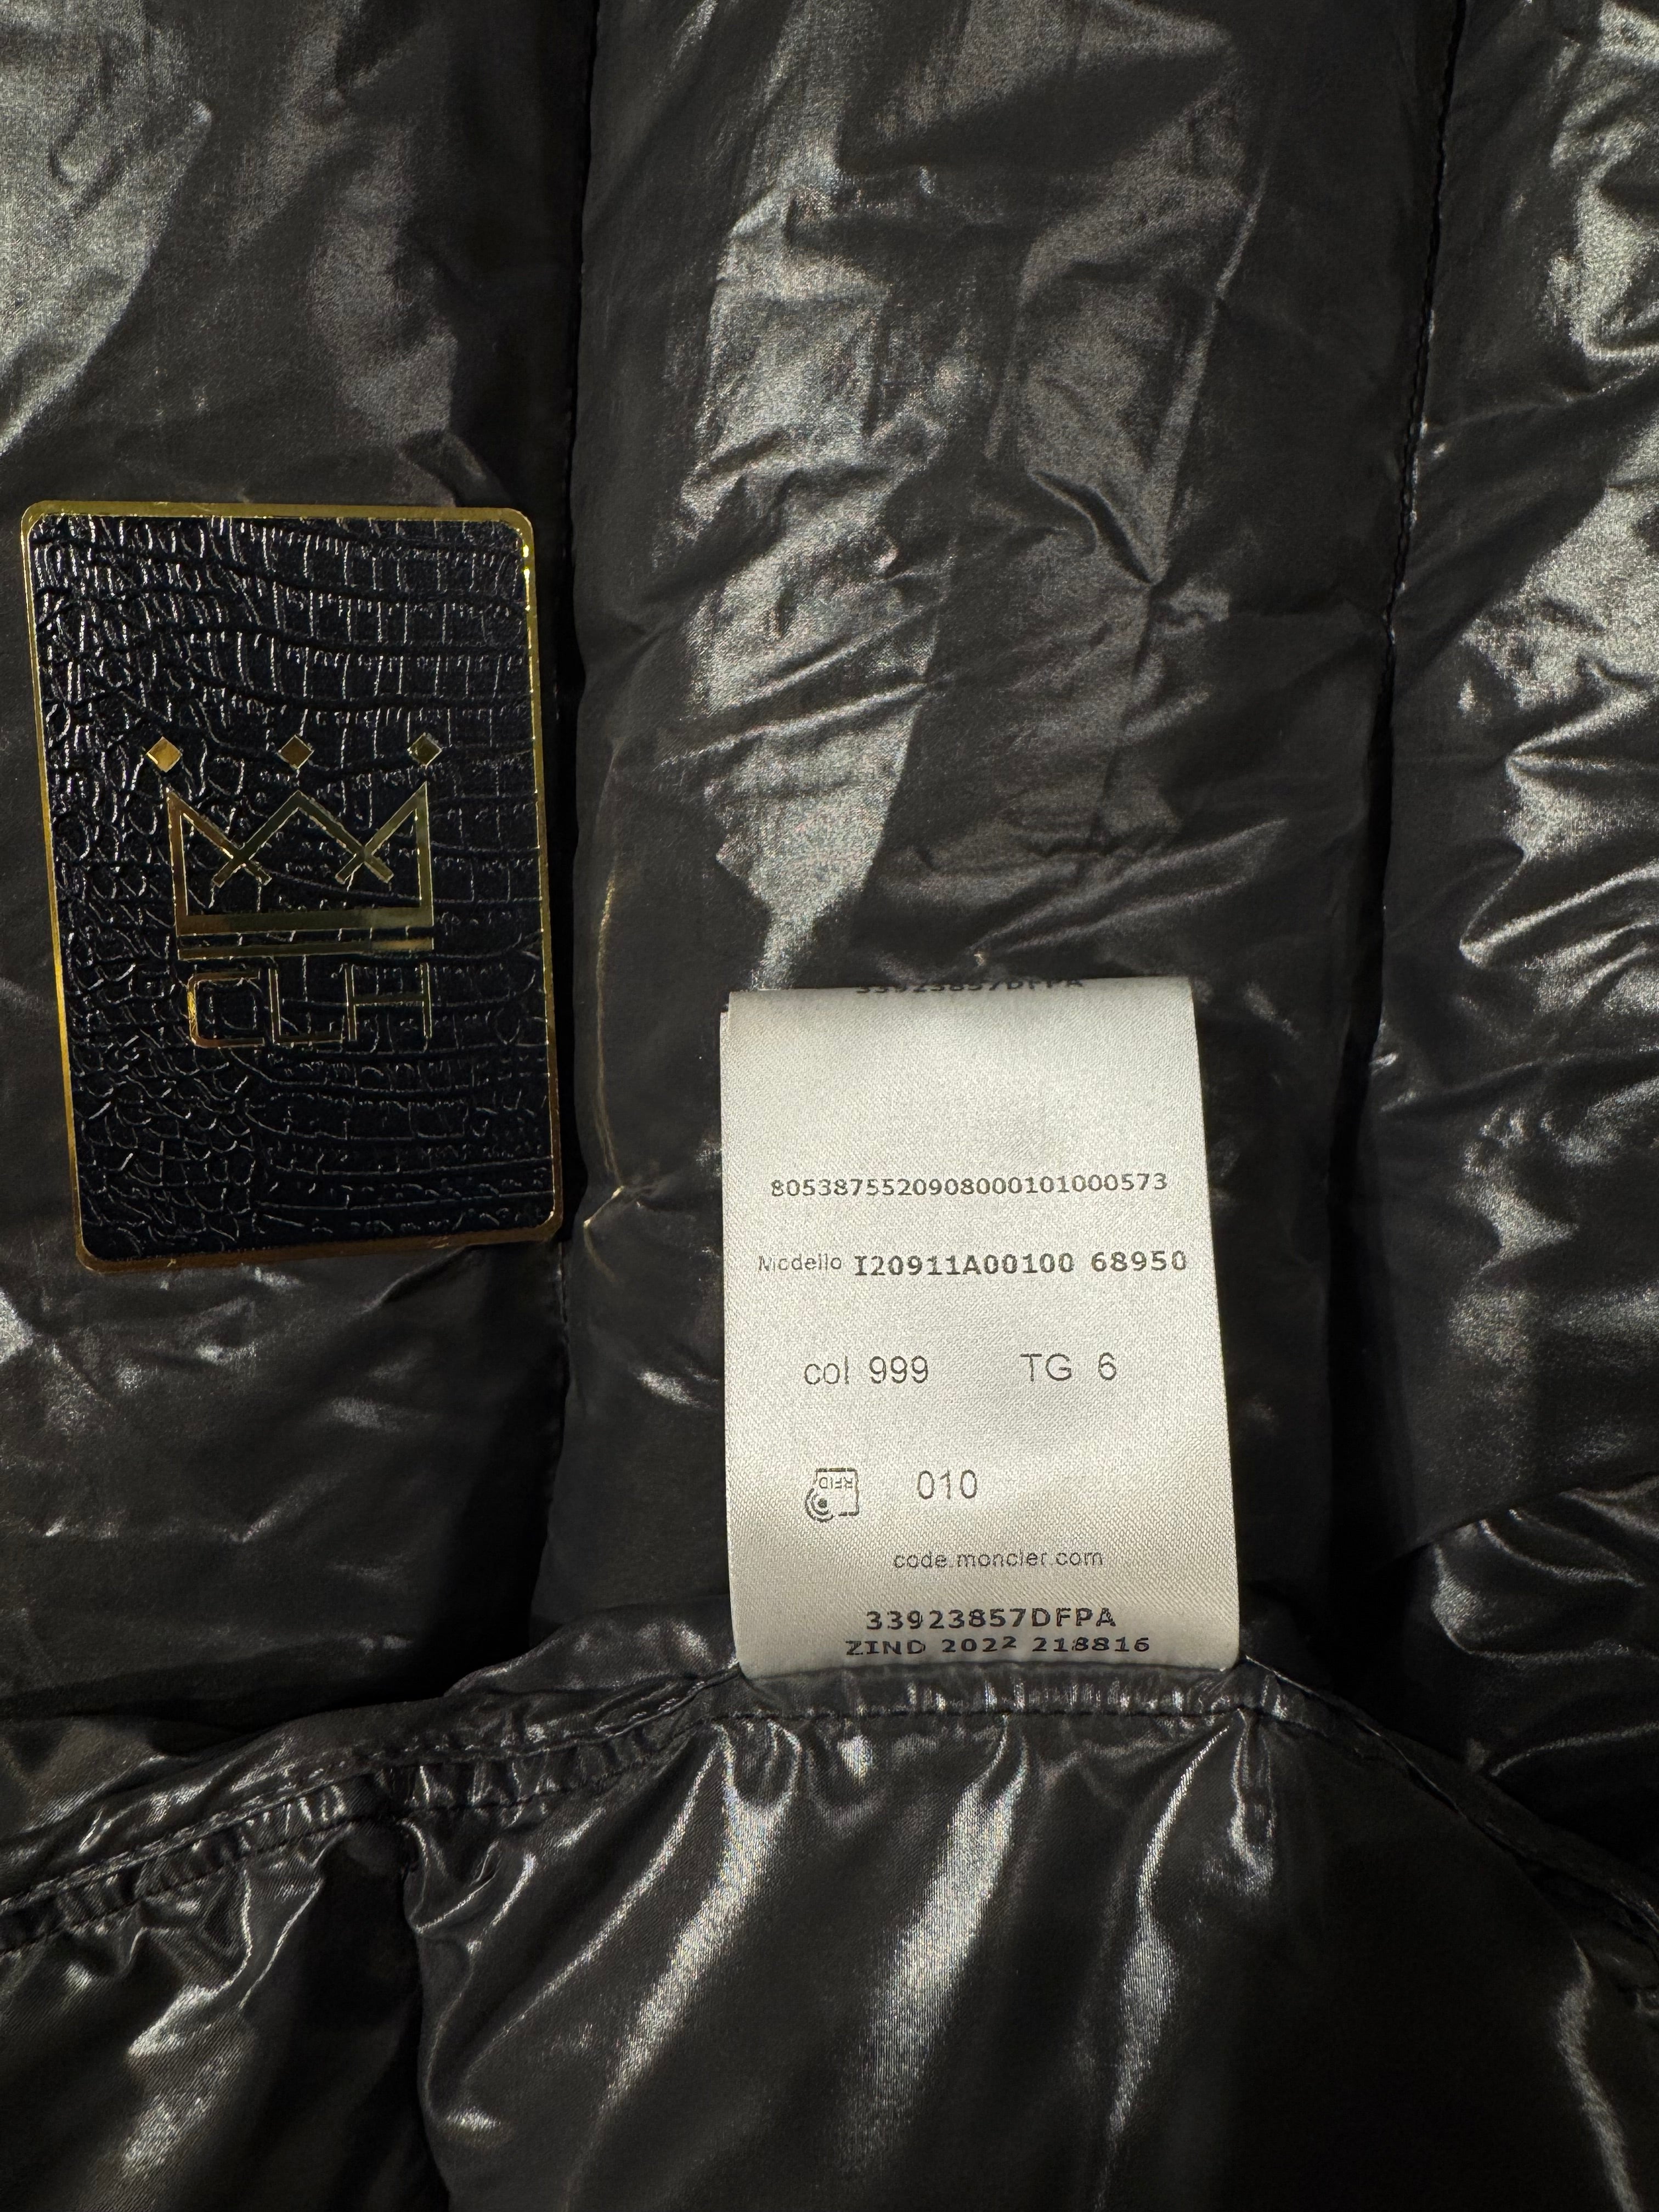 CLH
33923857DFPA
8053875520908000101000573
Modello I20911A00100 68950
col 999 TG 6
RFID 010
code.moncler.com
33923857DFPA
ZIND 2022 218816